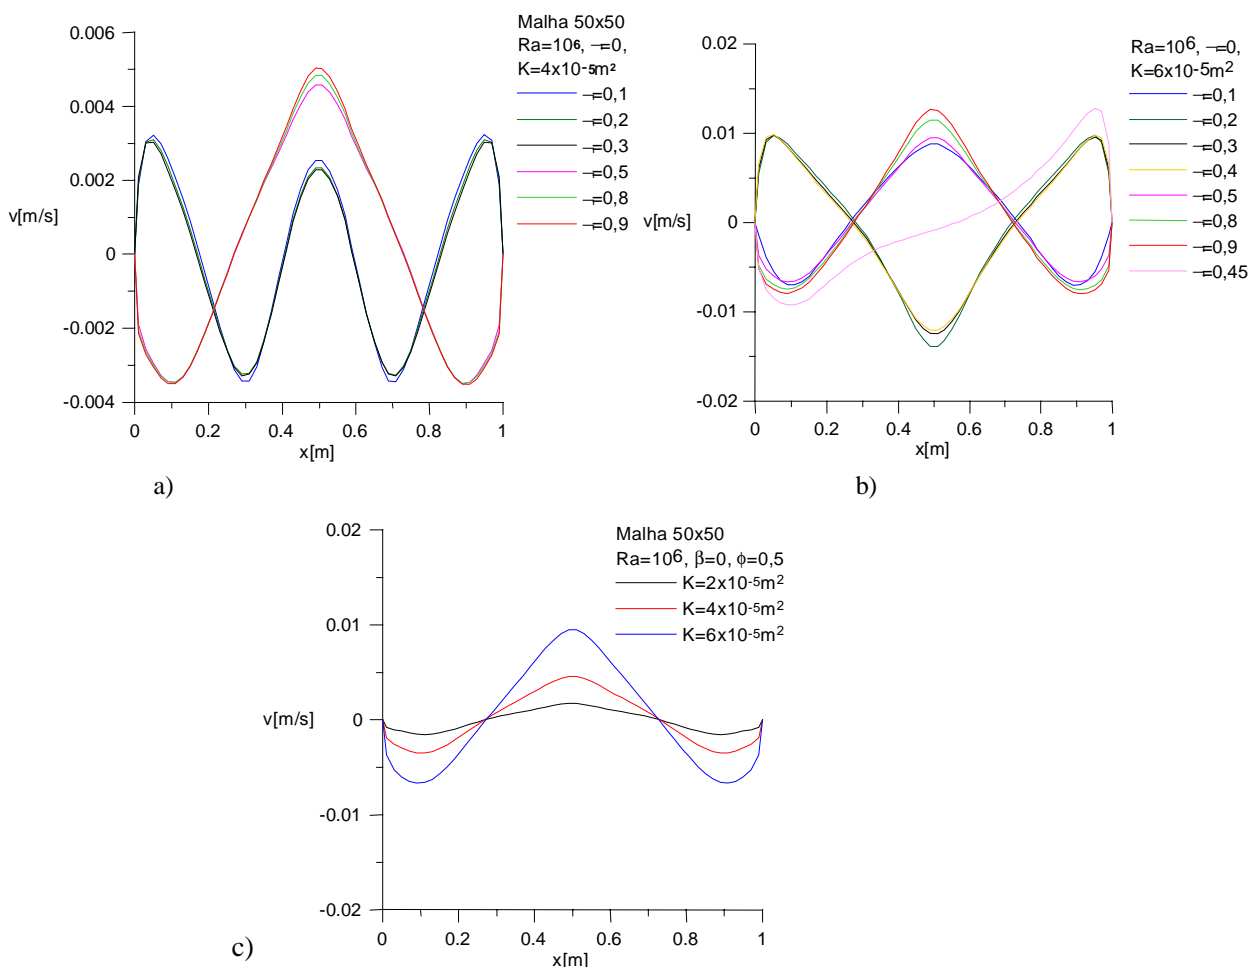 Malha 50x50
Ra=10⁶, ¬=0,
K=4x10-5m²
¬=0,1
¬=0,2
¬=0,3
¬=0,5
¬=0,8
¬=0,9
0.006
0.004
0.002
0
-0.002
-0.004
v[m/s]
0
0.2
0.4
0.6
0.8
1
x[m]
a)
Ra=10⁶, ¬=0,
K=6x10-5m²
¬=0,1
¬=0,2
¬=0,3
¬=0,4
¬=0,5
¬=0,8
¬=0,9
¬=0,45
0.02
0.01
0
-0.01
-0.02
v[m/s]
0
0.2
0.4
0.6
0.8
1
x[m]
b)
Malha 50x50
Ra=10⁶, β=0, ϕ=0,5
K=2x10-5m²
K=4x10-5m²
K=6x10-5m²
0.02
0.01
0
-0.01
-0.02
v[m/s]
0
0.2
0.4
0.6
0.8
1
x[m]
c)